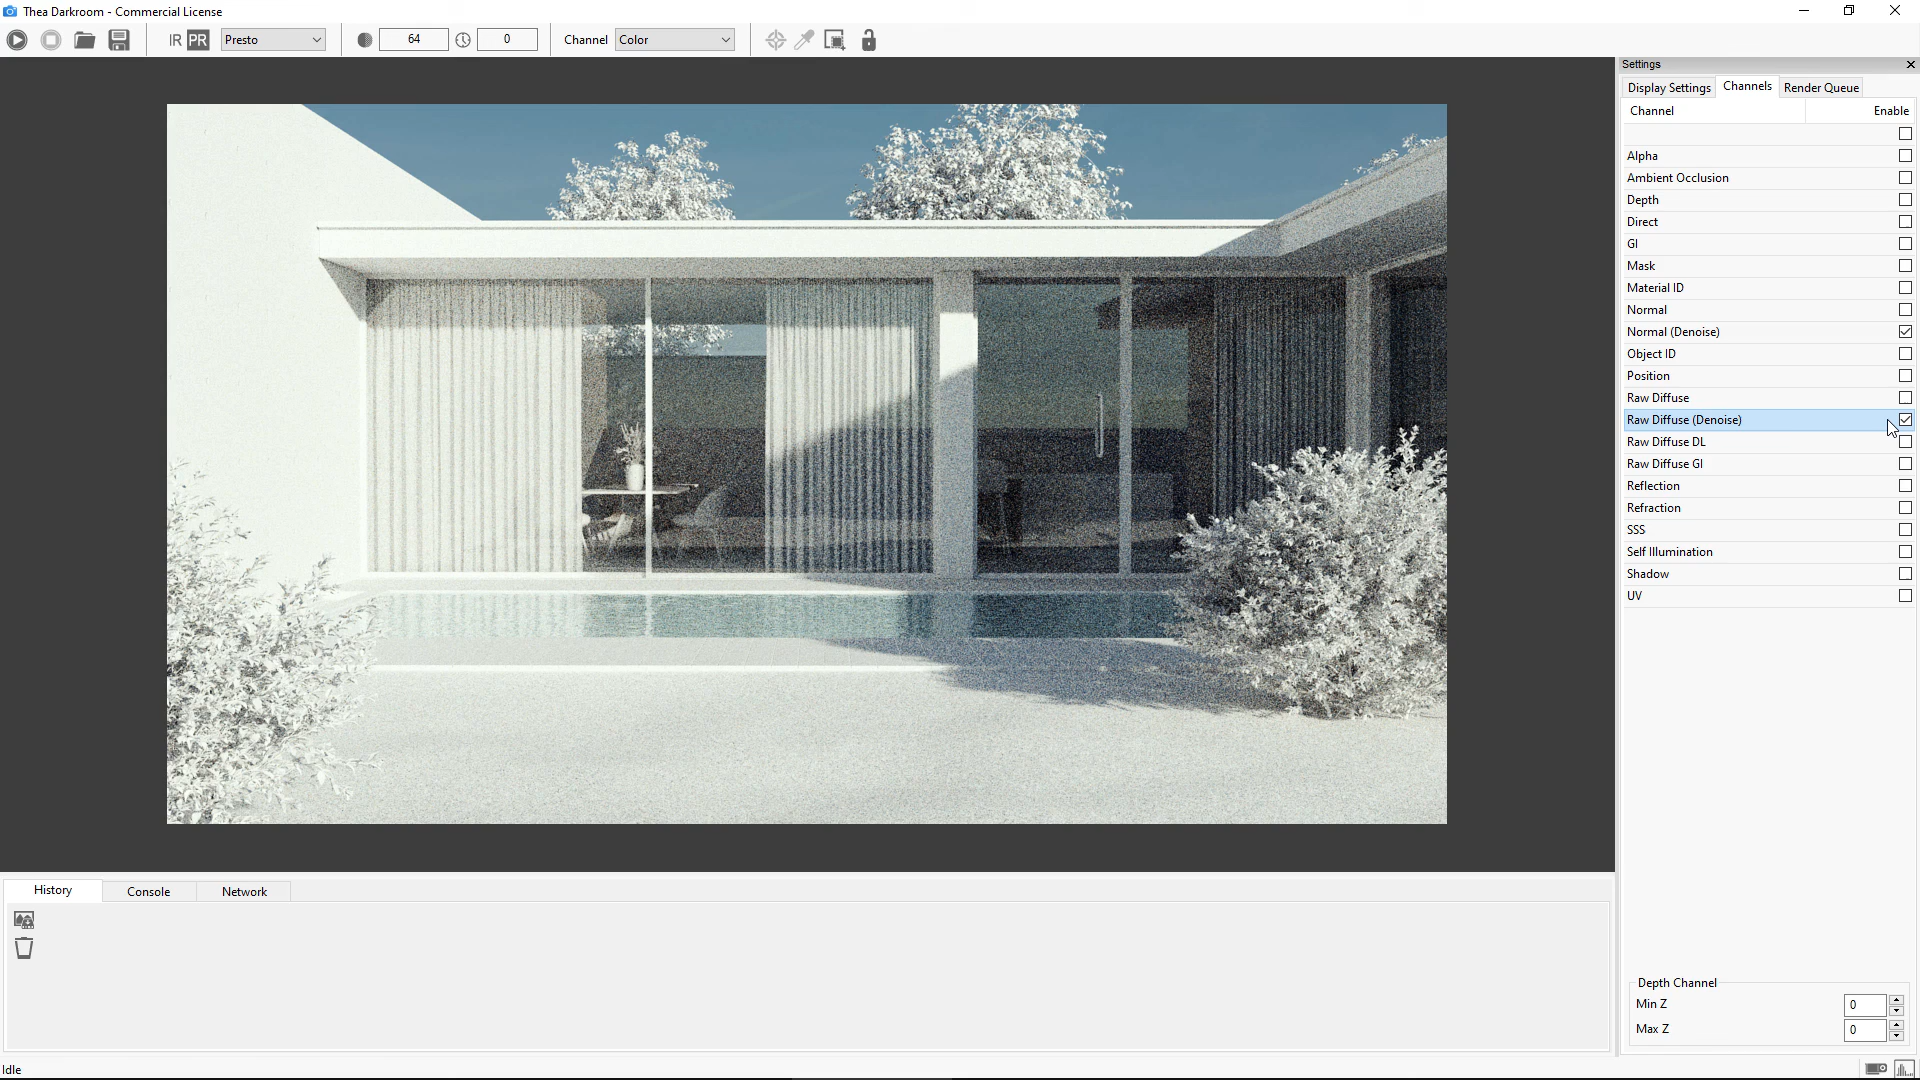 Thea Darkroom - Commercial License
IR PR Presto 64 0 Channel Color
Settings
Display Settings Channels Render Queue
Channel Enable
Alpha
Ambient Occlusion
Depth
Direct
GI
Mask
Material ID
Normal
Normal (Denoise)
Object ID
Position
Raw Diffuse
Raw Diffuse (Denoise)
Raw Diffuse DL
Raw Diffuse GI
Reflection
Refraction
SSS
Self Illumination
Shadow
UV
History Console Network
Depth Channel
Min Z 0
Max Z 0
Idle